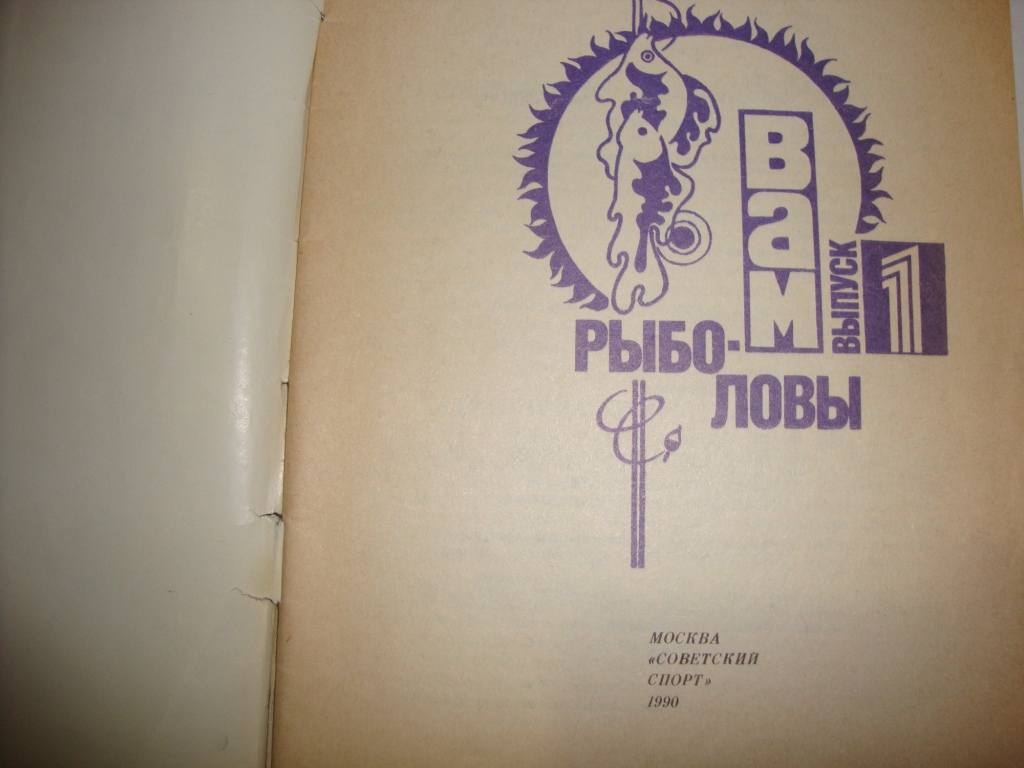 Вам
РЫБО-
ЛОВЫ
ВЫПУСК 1
МОСКВА
«СОВЕТСКИЙ
СПОРТ»
1990